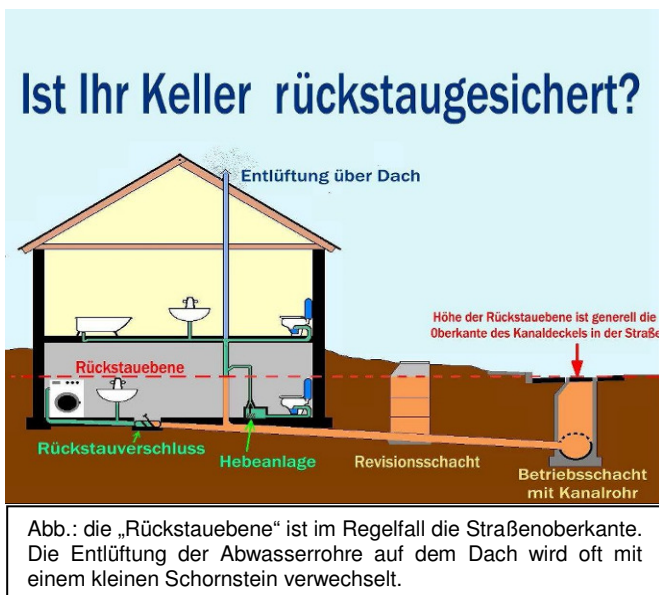 Ist Ihr Keller rückstaugesichert?
Entlüftung über Dach
Höhe der Rückstauebene ist generell die
Oberkante des Kanaldeckels in der Straße
Rückstauebene
Rückstauverschluss
Hebeanlage
Revisionsschacht
Betriebsschacht
mit Kanalrohr
Abb.: die „Rückstauebene“ ist im Regelfall die Straßenoberkante.
Die Entlüftung der Abwasserrohre auf dem Dach wird oft mit
einem kleinen Schornstein verwechselt.